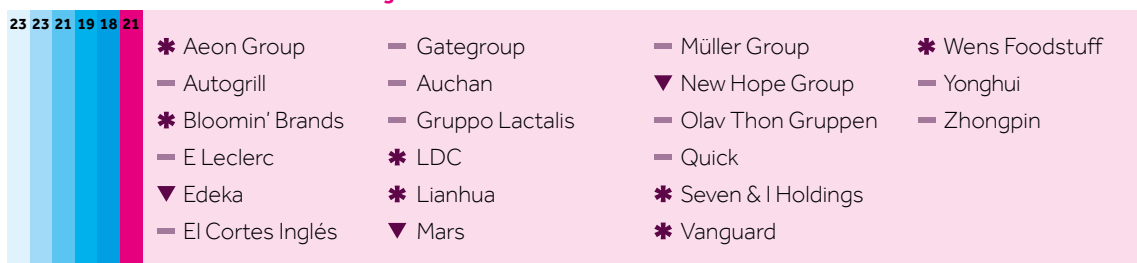 23 23 21 19 18 21
✱ Aeon Group
– Autogrill
✱ Bloomin' Brands
– E Leclerc
▼ Edeka
– El Cortes Inglés
– Gategroup
– Auchan
– Gruppo Lactalis
✱ LDC
✱ Lianhua
▼ Mars
– Müller Group
▼ New Hope Group
– Olav Thon Gruppen
– Quick
✱ Seven & I Holdings
✱ Vanguard
✱ Wens Foodstuff
– Yonghui
– Zhongpin